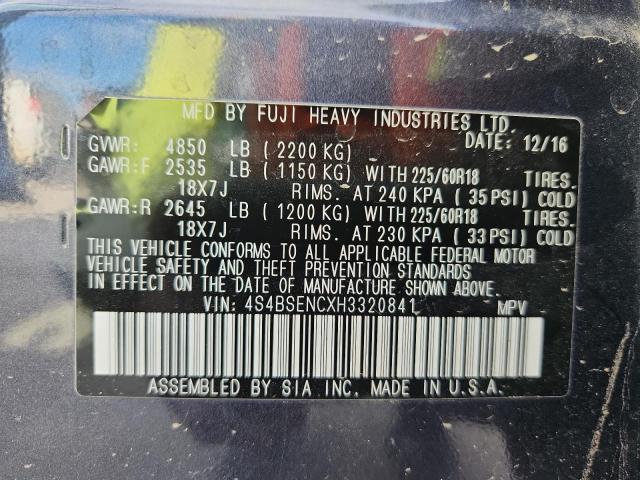 MFD BY FUJI HEAVY INDUSTRIES LTD.
DATE: 12/16
GVWR: 4850 LB ( 2200 KG)
GAWR:F 2535 LB ( 1150 KG) WITH 225/60R18 TIRES.
18X7J RIMS. AT 240 KPA ( 35 PSI) COLD
GAWR:R 2645 LB ( 1200 KG) WITH 225/60R18 TIRES.
18X7J RIMS. AT 230 KPA ( 33 PSI) COLD
THIS VEHICLE CONFORMS TO ALL APPLICABLE FEDERAL MOTOR
VEHICLE SAFETY AND THEFT PREVENTION STANDARDS
IN EFFECT ON THE DATE OF MANUFACTURE SHOWN ABOVE.
VIN: 4S4BSENCXH3320841 MPV
ASSEMBLED BY SIA INC. MADE IN U.S.A.